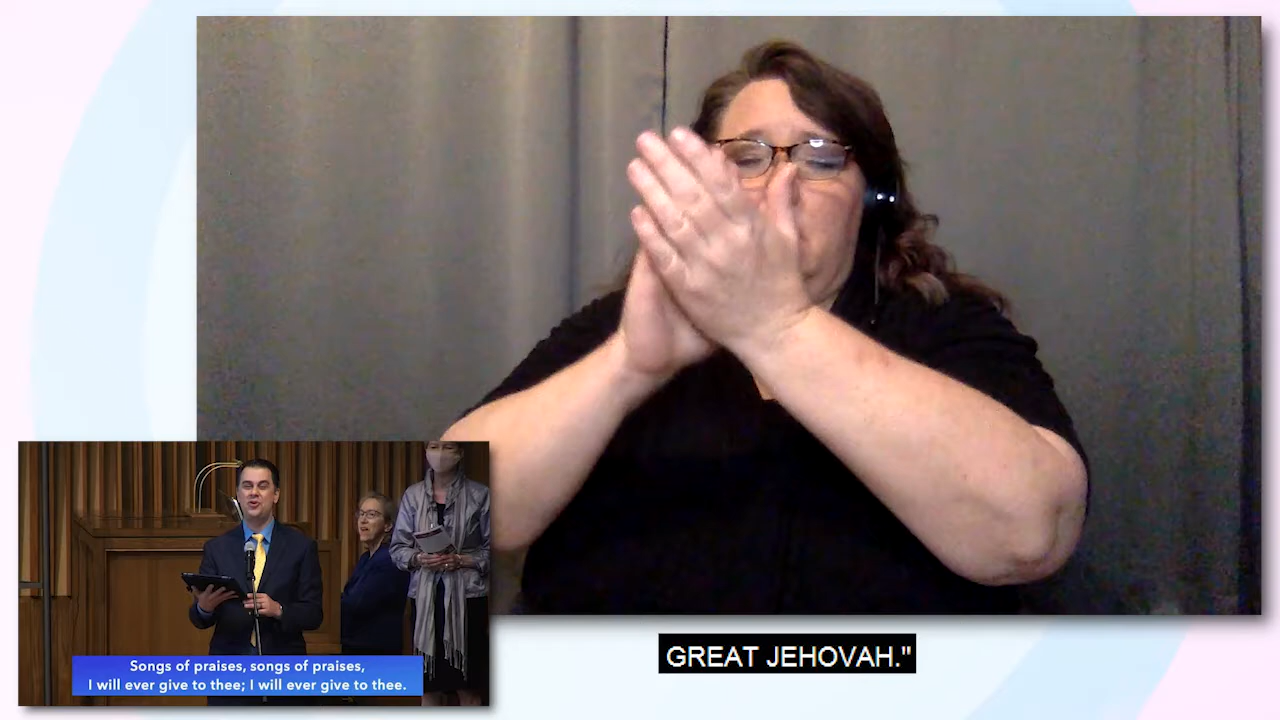 GREAT JEHOVAH."
Songs of praises, songs of praises,
I will ever give to thee; I will ever give to thee.